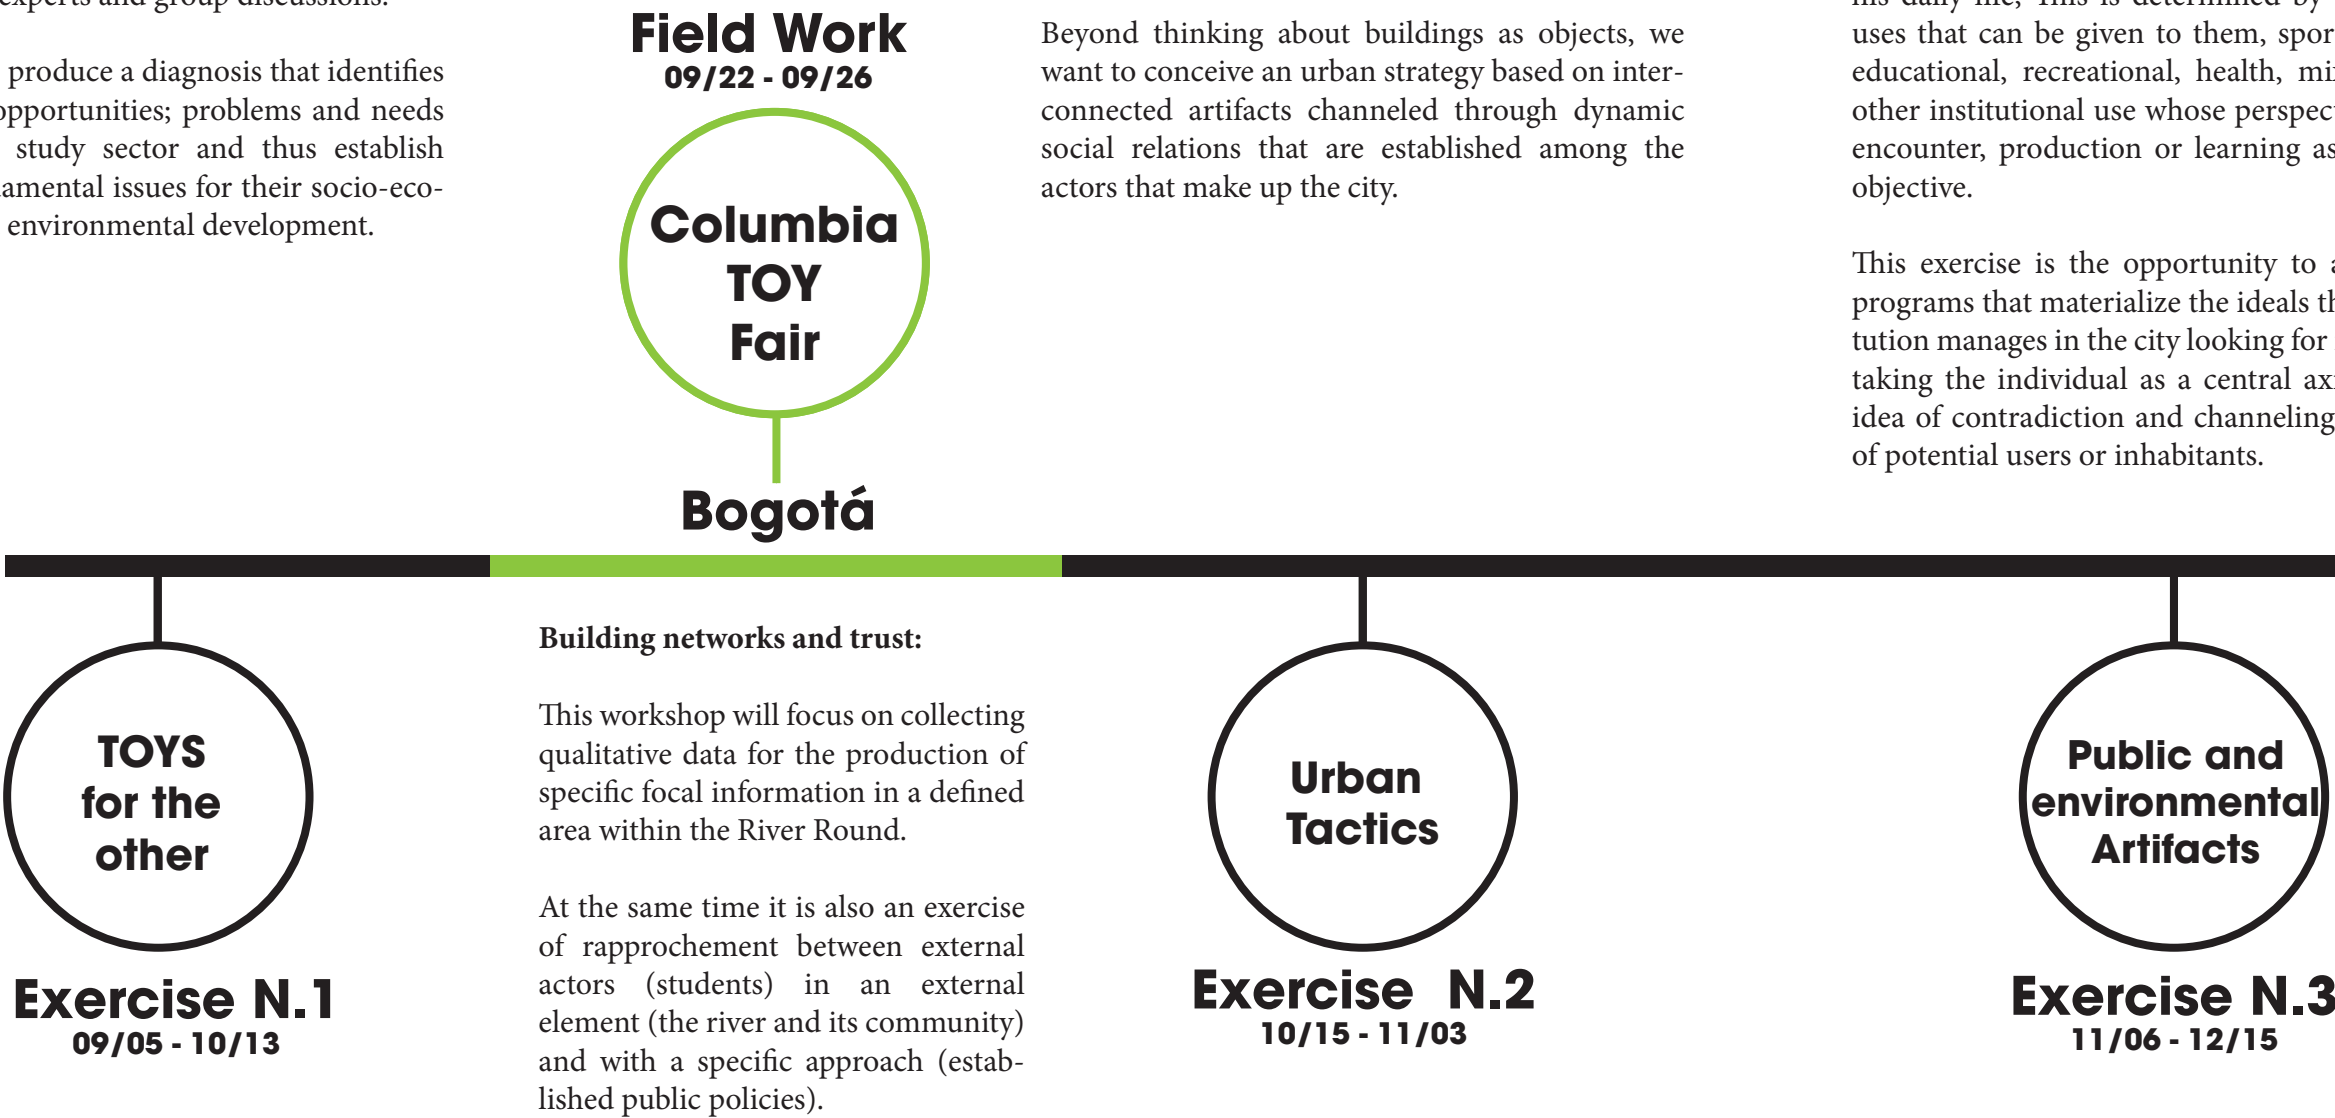 experts and group discussions.
produce a diagnosis that identifies
opportunities; problems and needs
study sector and thus establish
amental issues for their socio-eco-
environmental development.
Field Work
09/22 - 09/26
Columbia
TOY
Fair
Bogotá
Beyond thinking about buildings as objects, we
want to conceive an urban strategy based on inter-
connected artifacts channeled through dynamic
social relations that are established among the
actors that make up the city.
his daily life, This is determined by
uses that can be given to them, spor
educational, recreational, health, mi
other institutional use whose perspec
encounter, production or learning as
objective.
This exercise is the opportunity to a
programs that materialize the ideals th
tution manages in the city looking for
taking the individual as a central ax
idea of contradiction and channeling
of potential users or inhabitants.
TOYS
for the
other
Exercise N.1
09/05 - 10/13
Building networks and trust:
This workshop will focus on collecting
qualitative data for the production of
specific focal information in a defined
area within the River Round.
At the same time it is also an exercise
of rapprochement between external
actors (students) in an external
element (the river and its community)
and with a specific approach (estab-
lished public policies).
Urban
Tactics
Exercise N.2
10/15 - 11/03
Public and
environmental
Artifacts
Exercise N.3
11/06 - 12/15